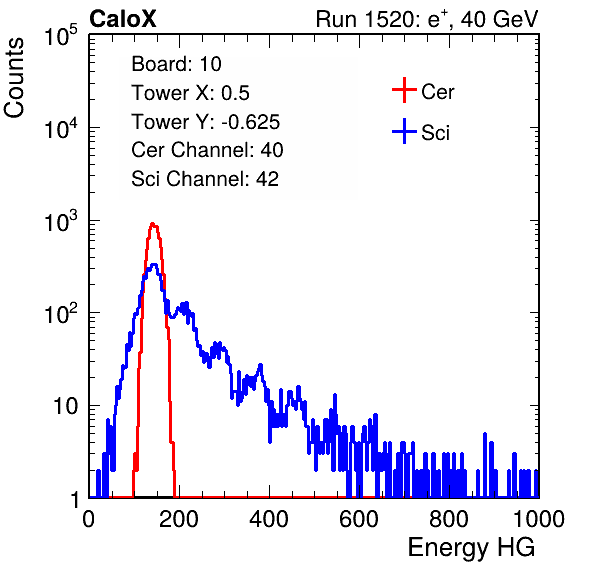 CaloX Run 1520: e⁺, 40 GeV
Counts
Board: 10
Tower X: 0.5
Tower Y: -0.625
Cer Channel: 40
Sci Channel: 42
Cer
Sci
10⁵
10⁴
10³
10²
10
1
0 200 400 600 800 1000
Energy HG